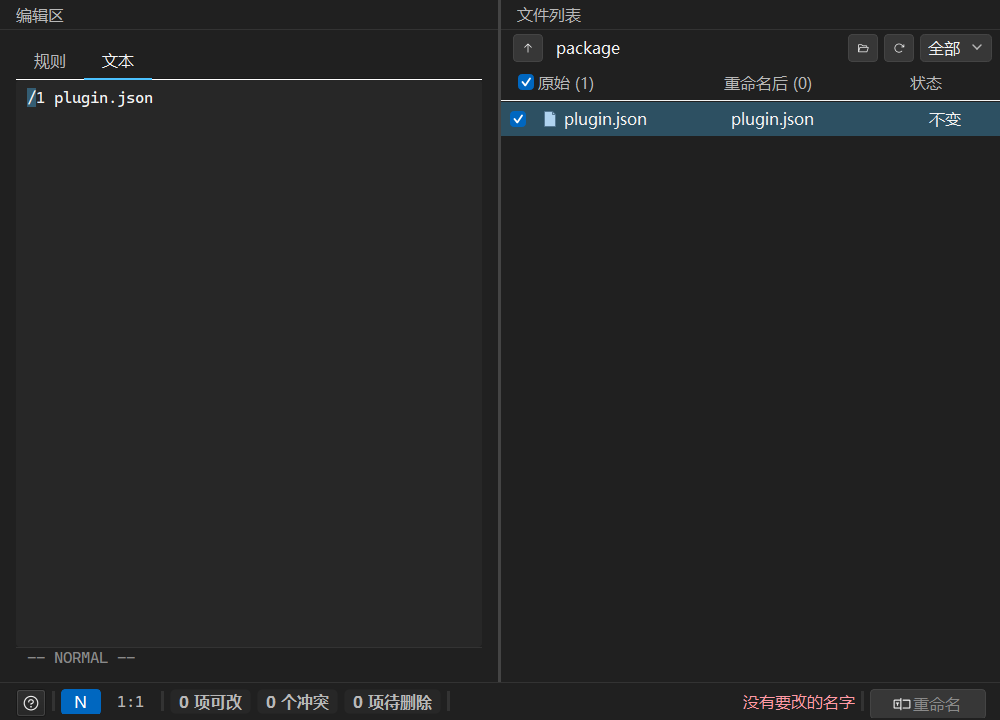 编辑区
规则 文本
/1 plugin.json
-- NORMAL --
文件列表
package 全部
原始 (1) 重命名后 (0) 状态
plugin.json plugin.json 不变
N 1:1 0 项可改 0 个冲突 0 项待删除 没有要改的名字 重命名